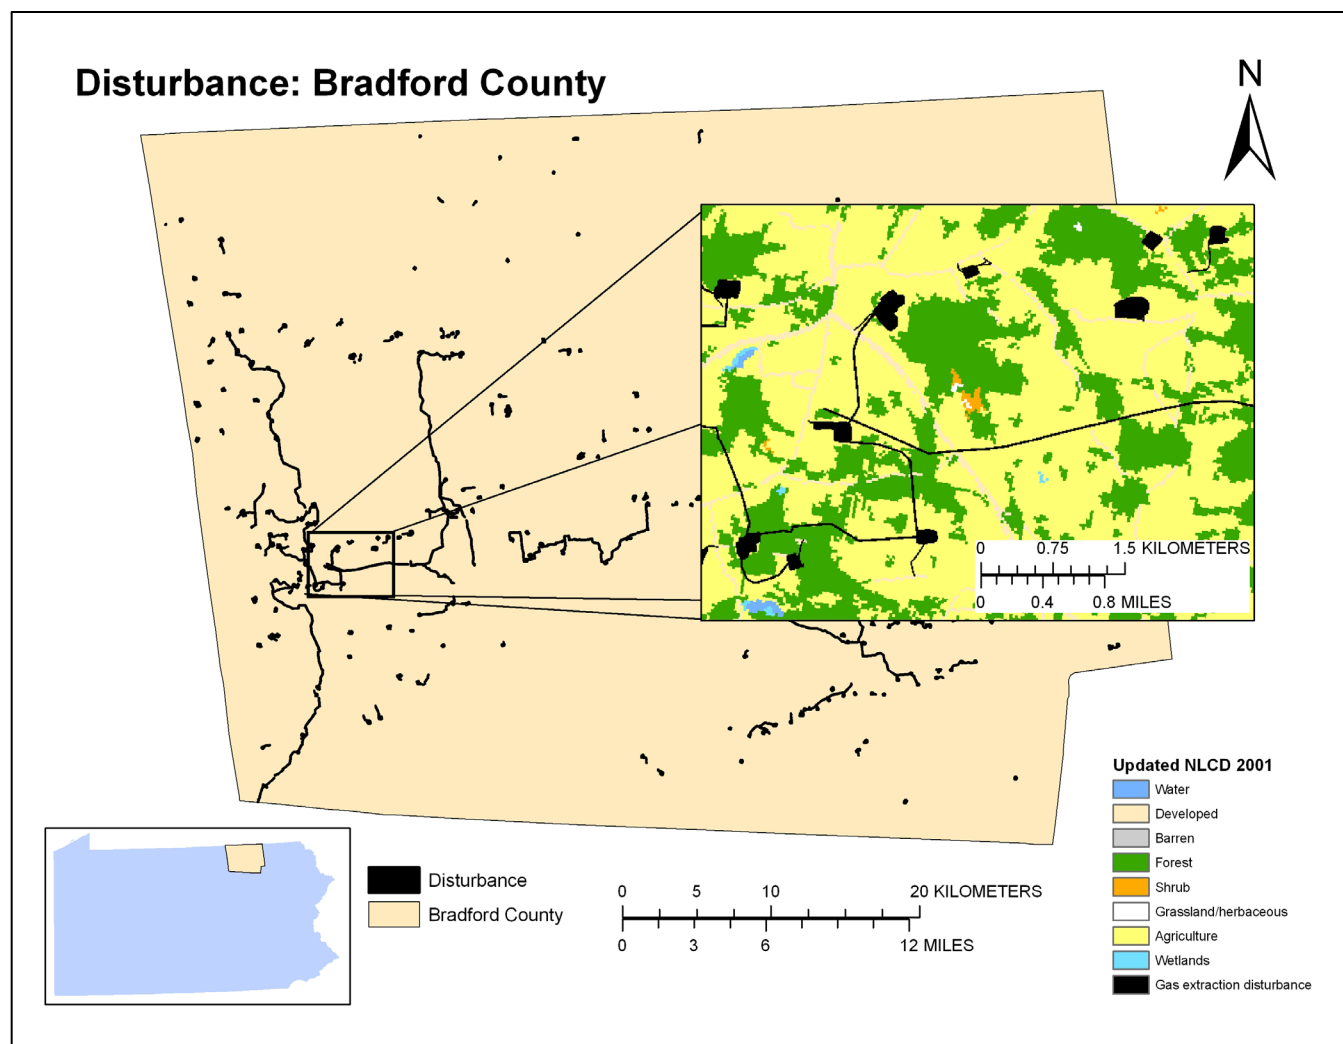 Disturbance: Bradford County
N
0 0.75 1.5 KILOMETERS
0 0.4 0.8 MILES
Updated NLCD 2001
Water
Developed
Barren
Forest
Shrub
Grassland/herbaceous
Agriculture
Wetlands
Gas extraction disturbance
Disturbance
Bradford County
0 5 10 20 KILOMETERS
0 3 6 12 MILES